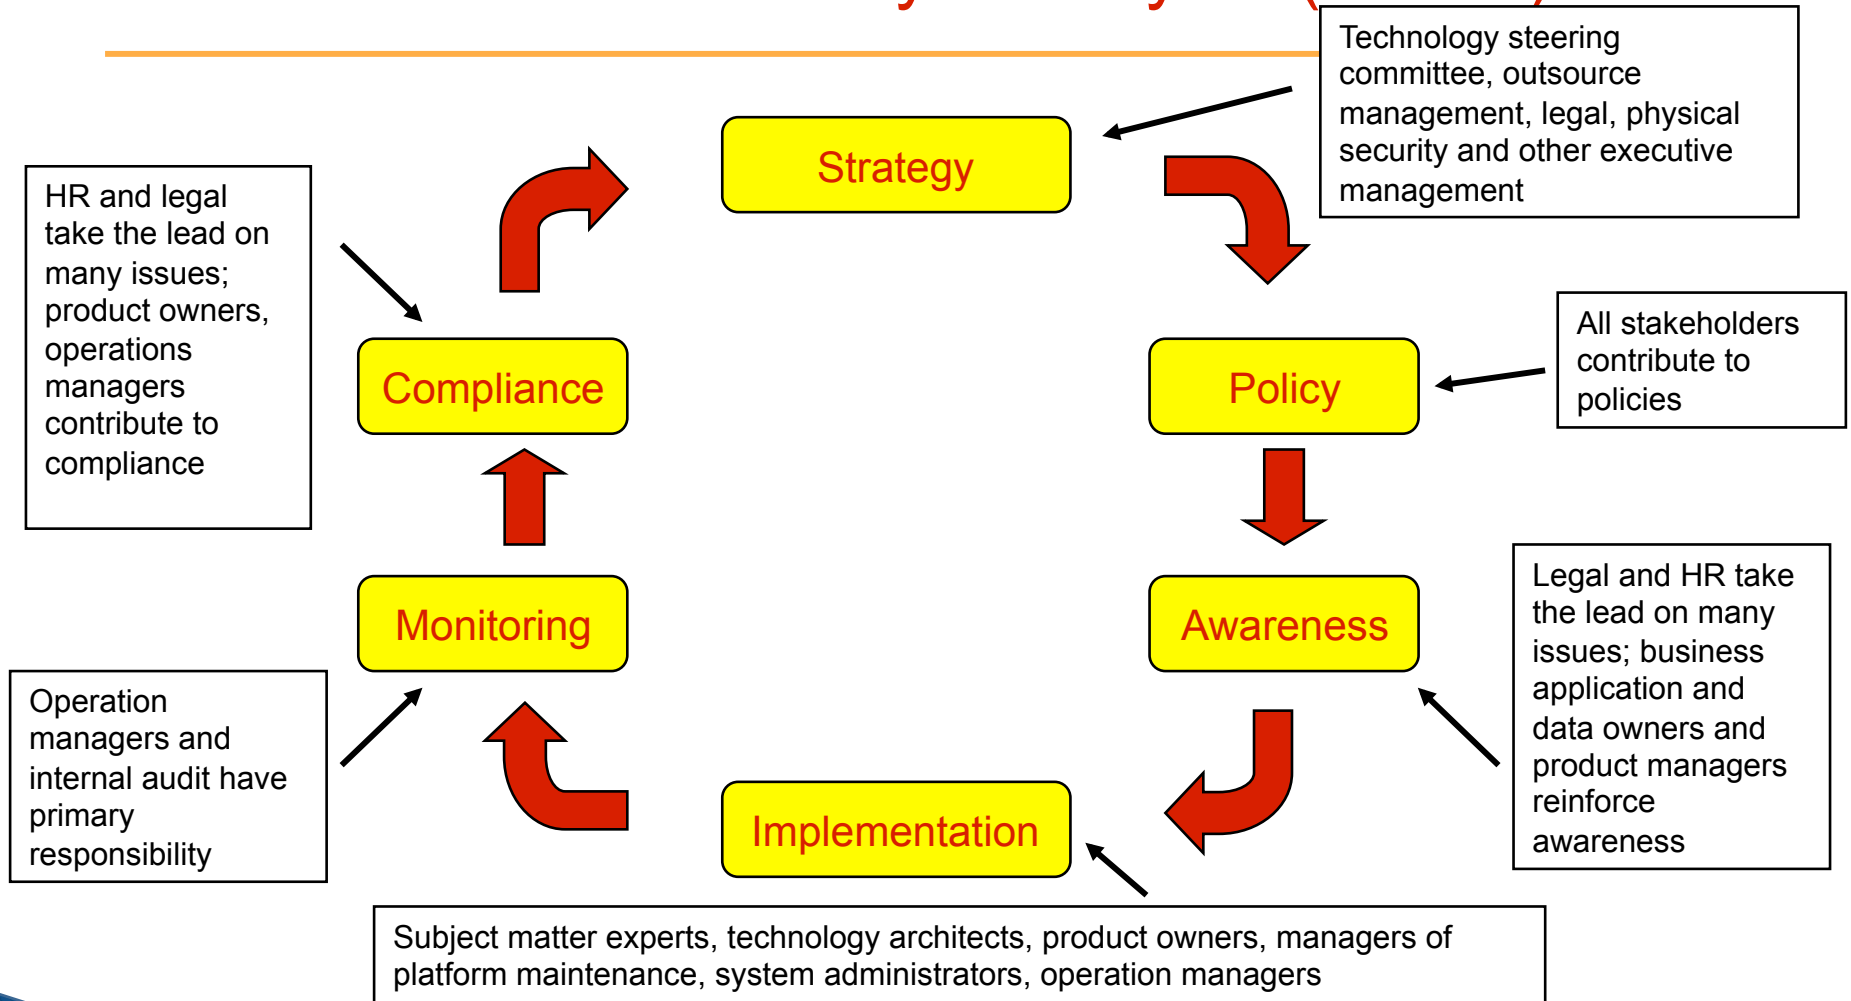 Technology steering
committee, outsource
management, legal, physical
security and other executive
management
Strategy
HR and legal
take the lead on
many issues;
product owners,
operations
managers
contribute to
compliance
All stakeholders
contribute to
policies
Compliance
Policy
Legal and HR take
the lead on many
issues; business
application and
data owners and
product managers
reinforce
awareness
Monitoring
Awareness
Operation
managers and
internal audit have
primary
responsibility
Implementation
Subject matter experts, technology architects, product owners, managers of
platform maintenance, system administrators, operation managers